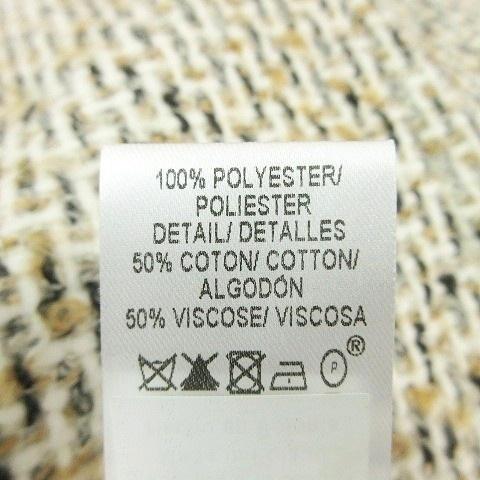 100% POLYESTER/
POLIESTER
DETAIL/ DETALLES
50% COTON/ COTTON/
ALGODÓN
50% VISCOSE/ VISCOSA
P ®